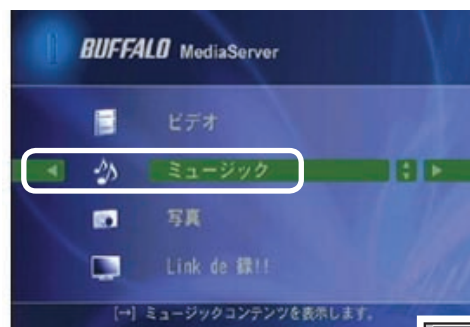 BUFFALO MediaServer
ビデオ
ミュージック
写真
Link de 録!!
[→] ミュージックコンテンツを表示します。